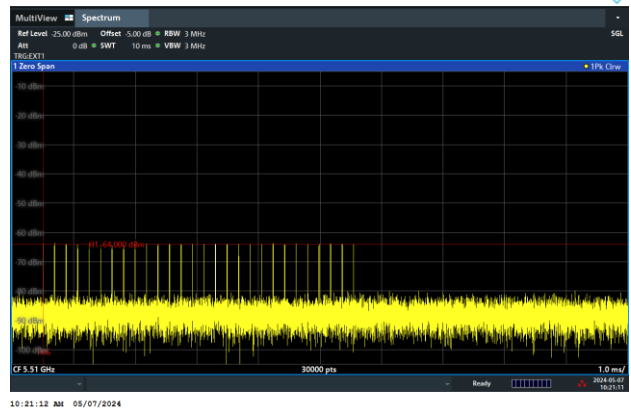 MultiView Spectrum
Ref Level -25.00 dBm Offset -5.00 dB RBW 3 MHz SGL
Att 0 dB SWT 10 ms VBW 3 MHz
TRG:EXT1
1 Zero Span 1Pk Clrw
-10 dBm
-30 dBm
-40 dBm
-50 dBm
-60 dBm
H1 -64.000 dBm
-70 dBm
-80 dBm
-90 dBm
-100 dBm
CF 5.51 GHz 30000 pts 1.0 ms/
Ready 2024-05-07
10:21:11
10:21:12 AM 05/07/2024